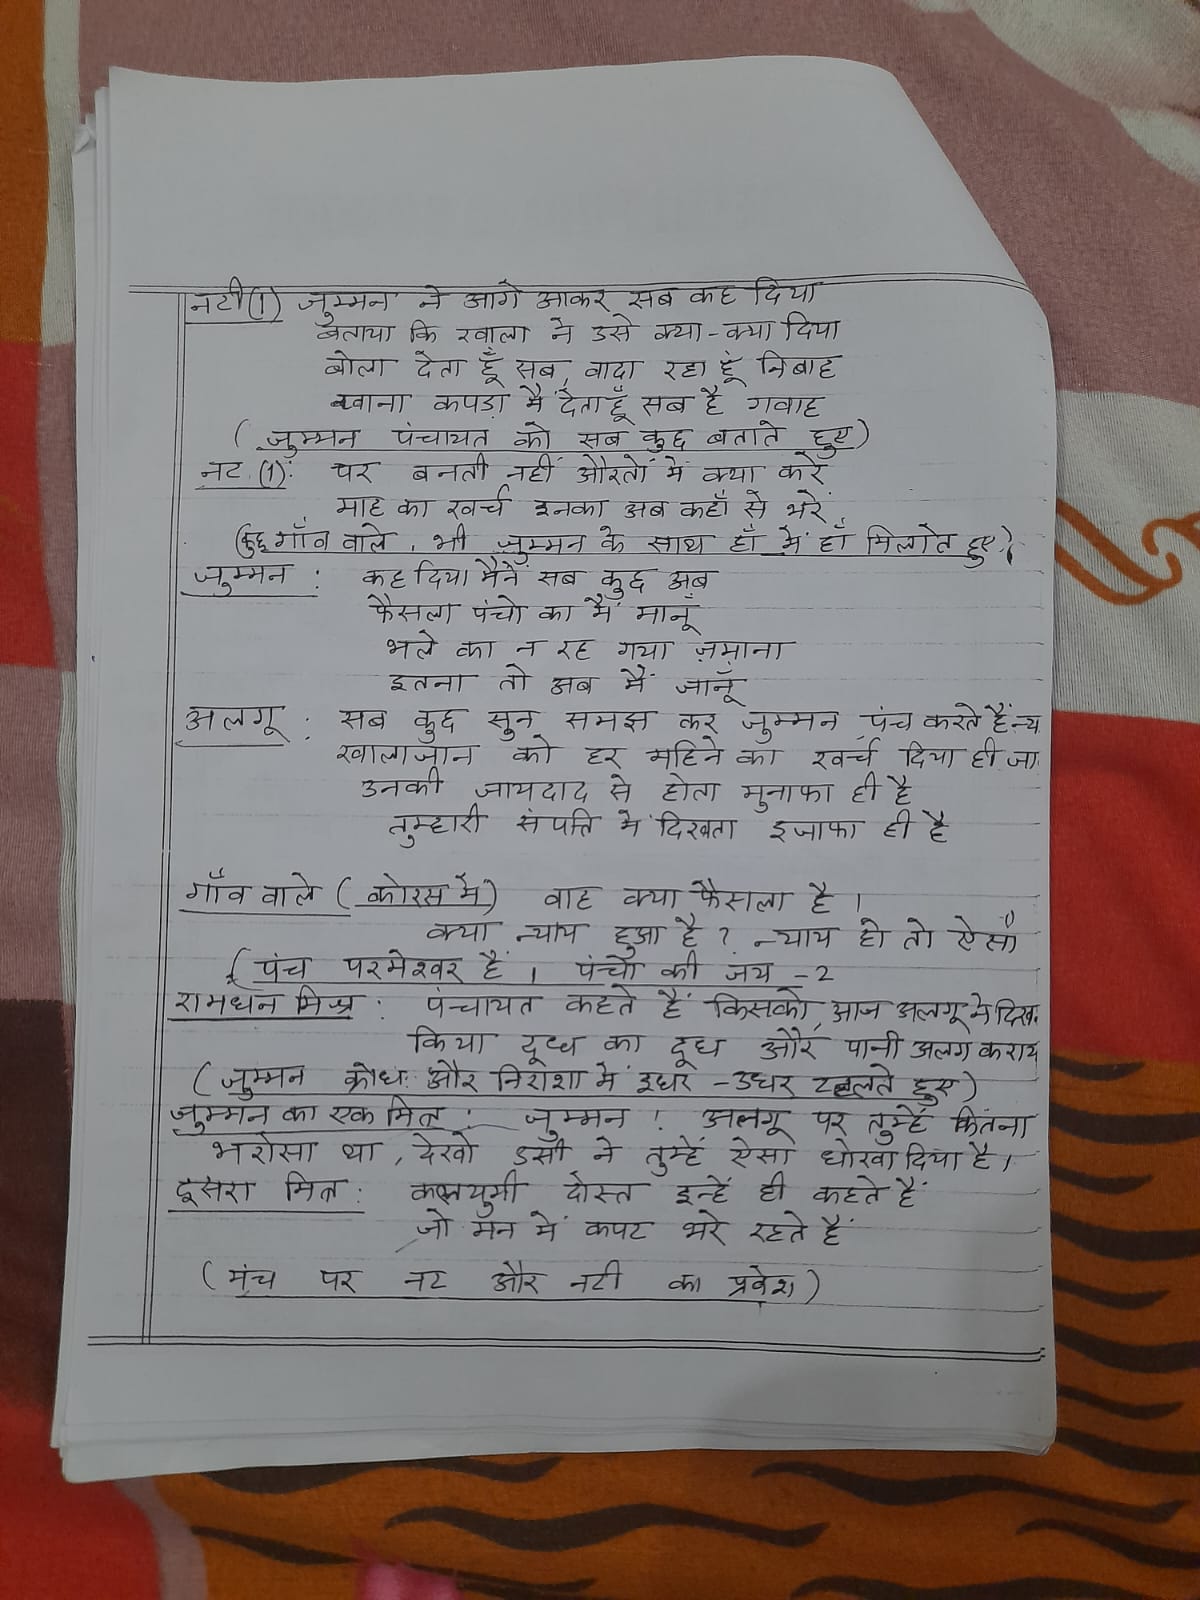 नटी(1) जुम्मन ने आगे आकर सब कह दिया
बताया कि खाला ने उसे क्या-क्या दिया
बोला देता हूँ सब, वादा रहा हूं निबाह
खाना कपड़ा मैं देता हूँ सब है गवाह
(जुम्मन पंचायत को सब कुछ बताते हुए)
नट (1): पर बनती नहीं औरतों में क्या करें
माह का खर्च इनका अब कहाँ से भरें
(कुछ गाँव वाले, भी जुम्मन के साथ हाँ में हाँ मिलाते हुए)
जुम्मन : कह दिया मैंने सब कुछ अब
फैसला पंचो का मैं मानूँ
भले का न रह गया ज़माना
इतना तो अब मैं जानूँ
अलगू : सब कुछ सुन समझ कर जुम्मन पंच करते हैं
खालाजान को हर महिने का खर्च दिया ही
उनकी जायदाद से होता मुनाफा ही है
तुम्हारी संपत्ति में दिखता इजाफा ही है
गाँव वाले (कोरस में) वाह क्या फैसला है।
क्या न्याय हुआ है? न्याय हो तो ऐसा
(पंच परमेश्वर हैं। पंचो की जय -2
रामधन मिश्र : पंचायत कहते हैं किसको, आज अलगू ने
किया दूध का दूध और पानी अलग
(जुम्मन क्रोध और निराशा में इधर -उधर टहलते हुए)
जुम्मन का एक मित्र : जुम्मन! अलगू पर तुम्हें कितना
भरोसा था, देखो उसी ने तुम्हें ऐसा धोखा दिया है।
दूसरा मित्र : कलयुगी दोस्त इन्हें ही कहते हैं
जो मन में कपट भरे रहते हैं
(मंच पर नट और नटी का प्रवेश)